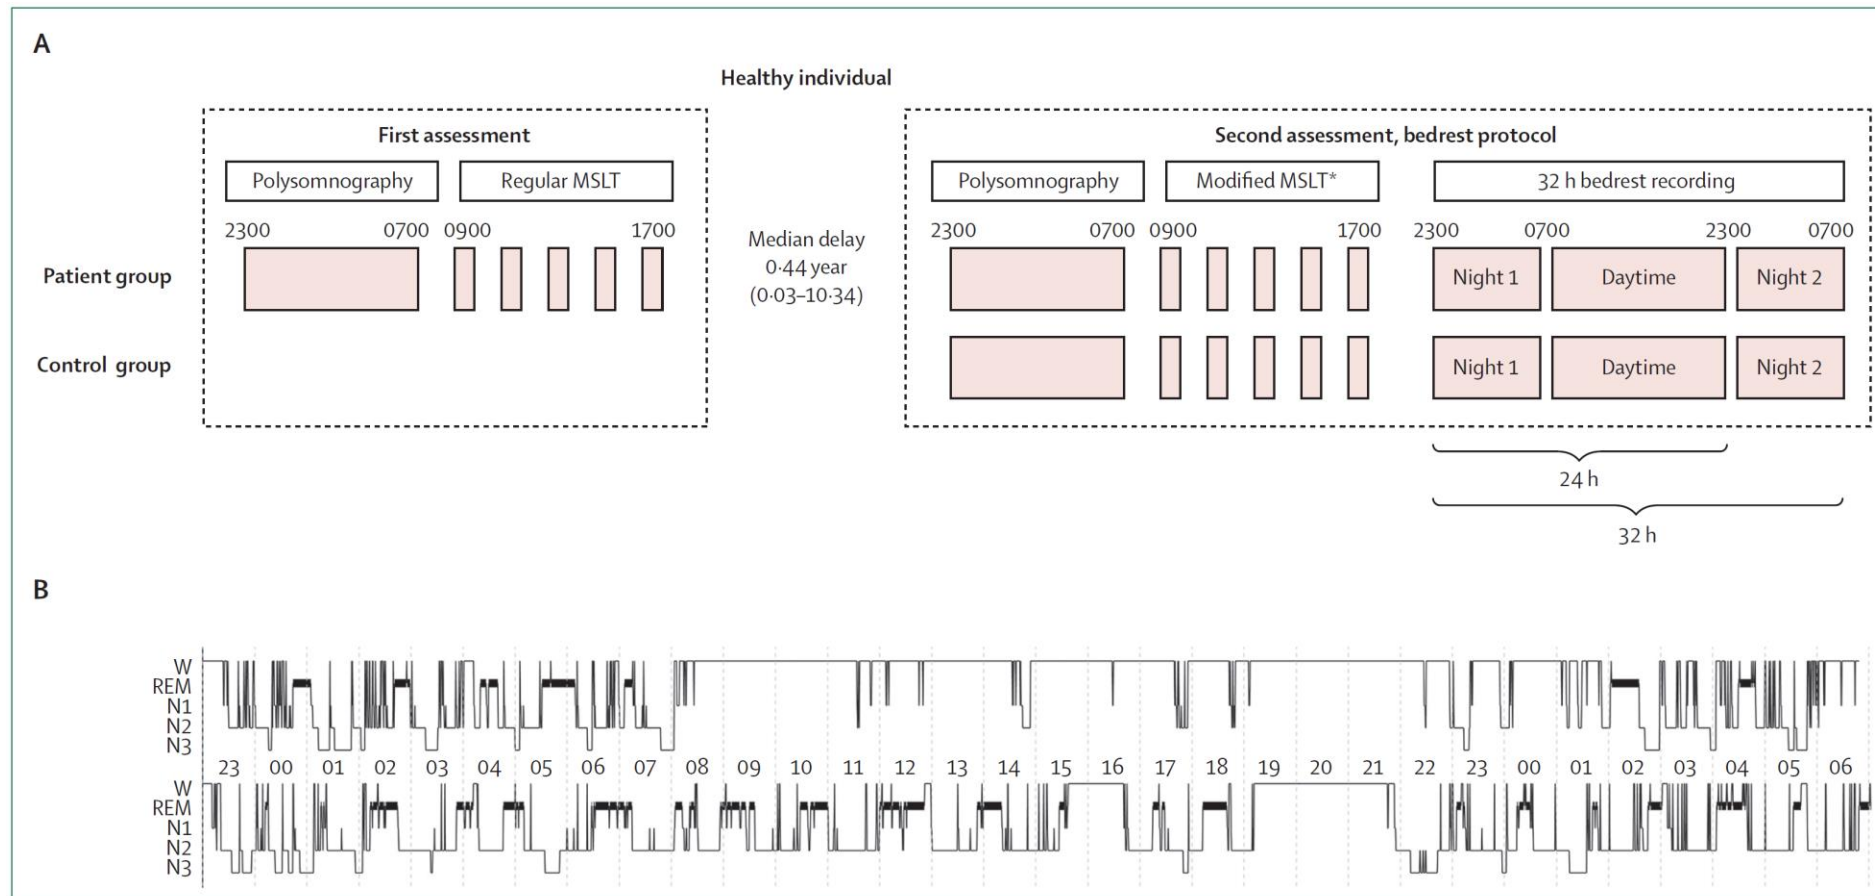 A
Healthy individual
First assessment
Second assessment, bedrest protocol
Polysomnography
Regular MSLT
Polysomnography
Modified MSLT*
32 h bedrest recording
2300 0700 0900 1700
Median delay
0·44 year
(0·03–10·34)
2300 0700 0900 1700 2300 0700 2300 0700
Patient group
Night 1 Daytime Night 2
Control group
Night 1 Daytime Night 2
24 h
32 h
B
W
REM
N1
N2
N3
23 00 01 02 03 04 05 06 07 08 09 10 11 12 13 14 15 16 17 18 19 20 21 22 23 00 01 02 03 04 05 06
W
REM
N1
N2
N3